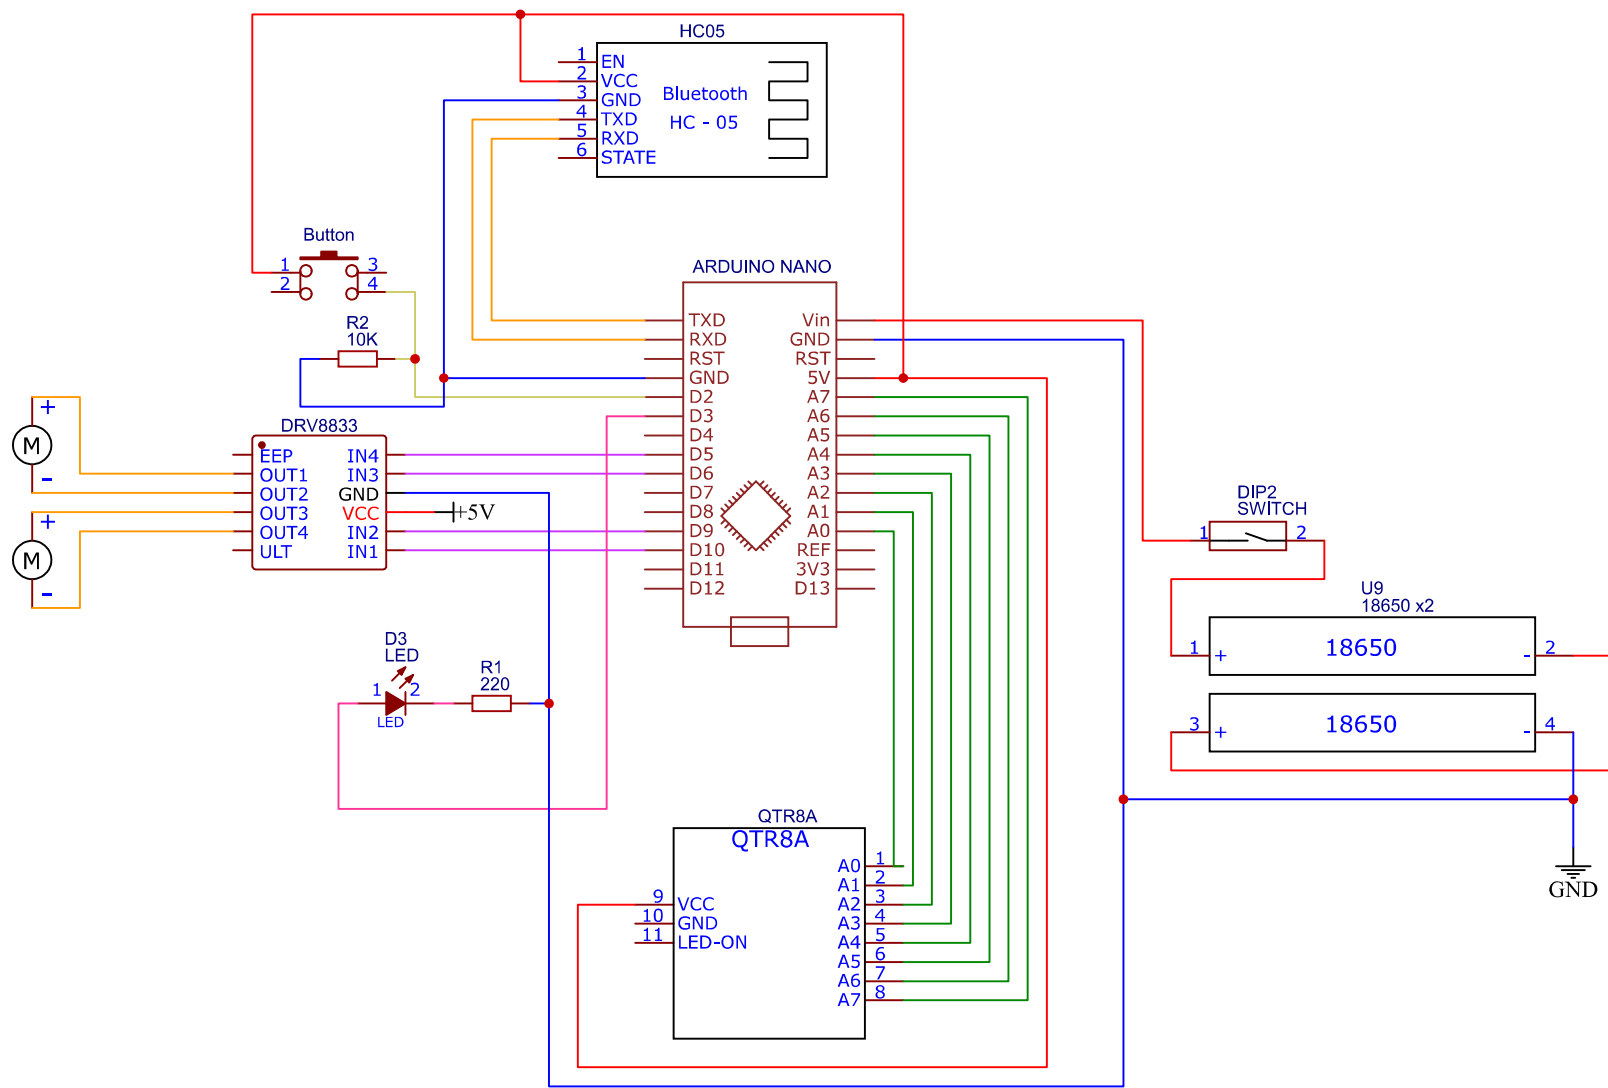 HC05
1 EN
2 VCC
3 GND
4 TXD
5 RXD
6 STATE
Bluetooth
HC - 05
Button
1 3
2 4
R2
10K
ARDUINO NANO
TXD Vin
RXD GND
RST RST
GND 5V
D2 A7
D3 A6
D4 A5
D5 A4
D6 A3
D7 A2
D8 A1
D9 A0
D10 REF
D11 3V3
D12 D13
M + -
M + -
DRV8833
EEP IN4
OUT1 IN3
OUT2 GND
OUT3 VCC
OUT4 IN2
ULT IN1
+5V
DIP2
SWITCH
1 2
U9
18650 x2
1 + 18650 - 2
3 + 18650 - 4
GND
D3
LED
1 2
LED
R1
220
QTR8A
QTR8A
A0 1
A1 2
A2 3
A3 4
A4 5
A5 6
A6 7
A7 8
9 VCC
10 GND
11 LED-ON